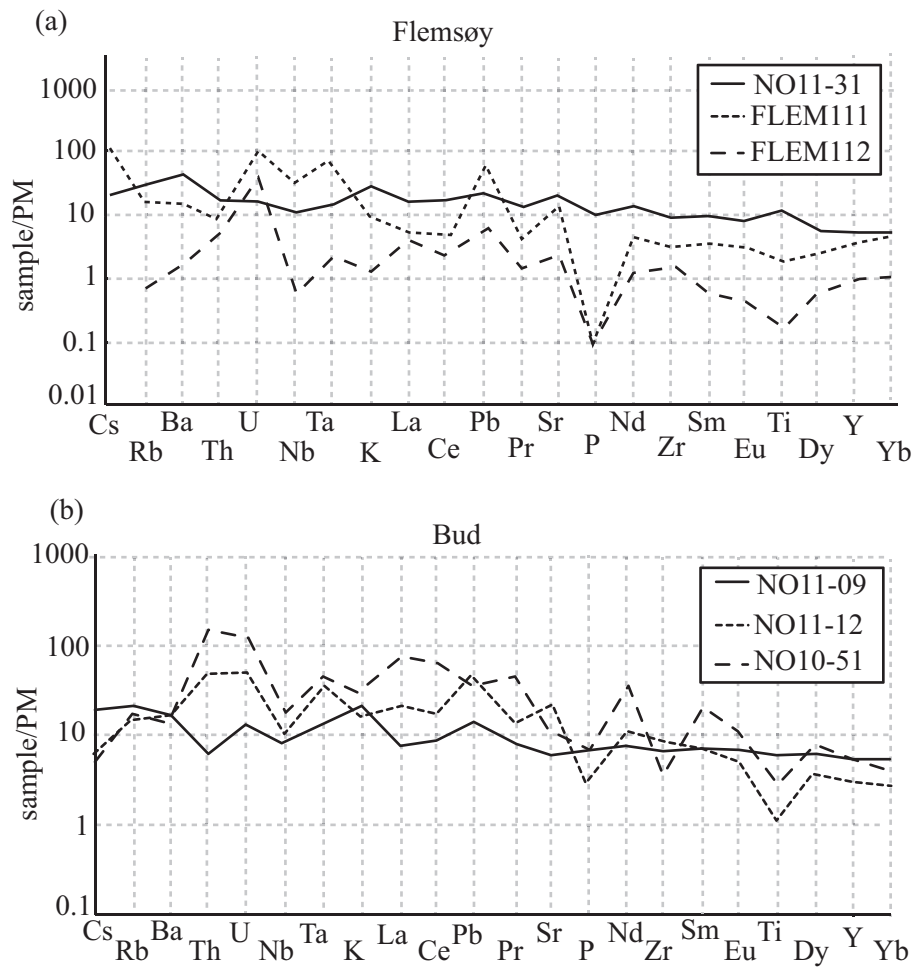 (a)
Flemsøy
1000
100
10
1
0.1
0.01
sample/PM
NO11-31
FLEM111
FLEM112
Cs Ba U Ta La Pb Sr Nd Sm Ti Y
Rb Th Nb K Ce Pr P Zr Eu Dy Yb
(b)
Bud
1000
100
10
1
0.1
sample/PM
NO11-09
NO11-12
NO10-51
Cs Rb Ba Th U Nb Ta K La Ce Pb Pr Sr P Nd Zr Sm Eu Ti Dy Y Yb